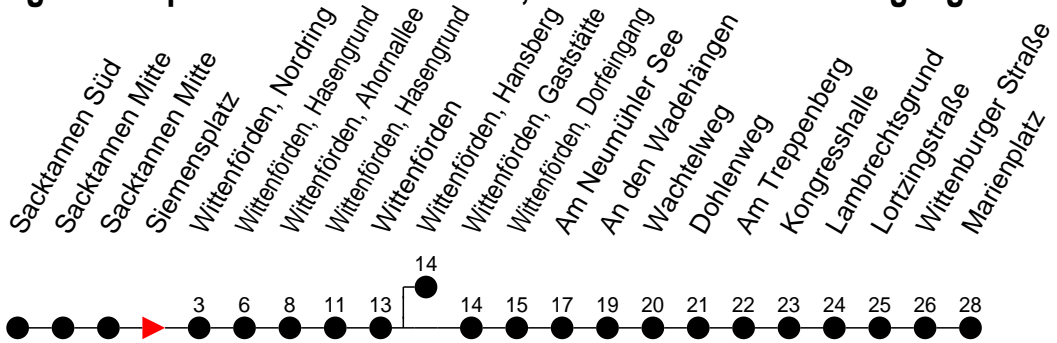 Sacktannen Süd
Sacktannen Mitte
Sacktannen Mitte
Siemensplatz
Wittenförden, Nordring
Wittenförden, Hasengrund
Wittenförden, Ahornallee
Wittenförden, Hasengrund
Wittenförden
Wittenförden, Hansberg
Wittenförden, Gaststätte
Wittenförden, Dorfeingang
Am Neumühler See
An den Wadehängen
Wachtelweg
Dohlenweg
Am Treppenberg
Kongresshalle
Lambrechtsgrund
Lortzingstraße
Wittenburger Straße
Marienplatz
14
3 6 8 11 13 14 15 17 19 20 21 22 23 24 25 26 28